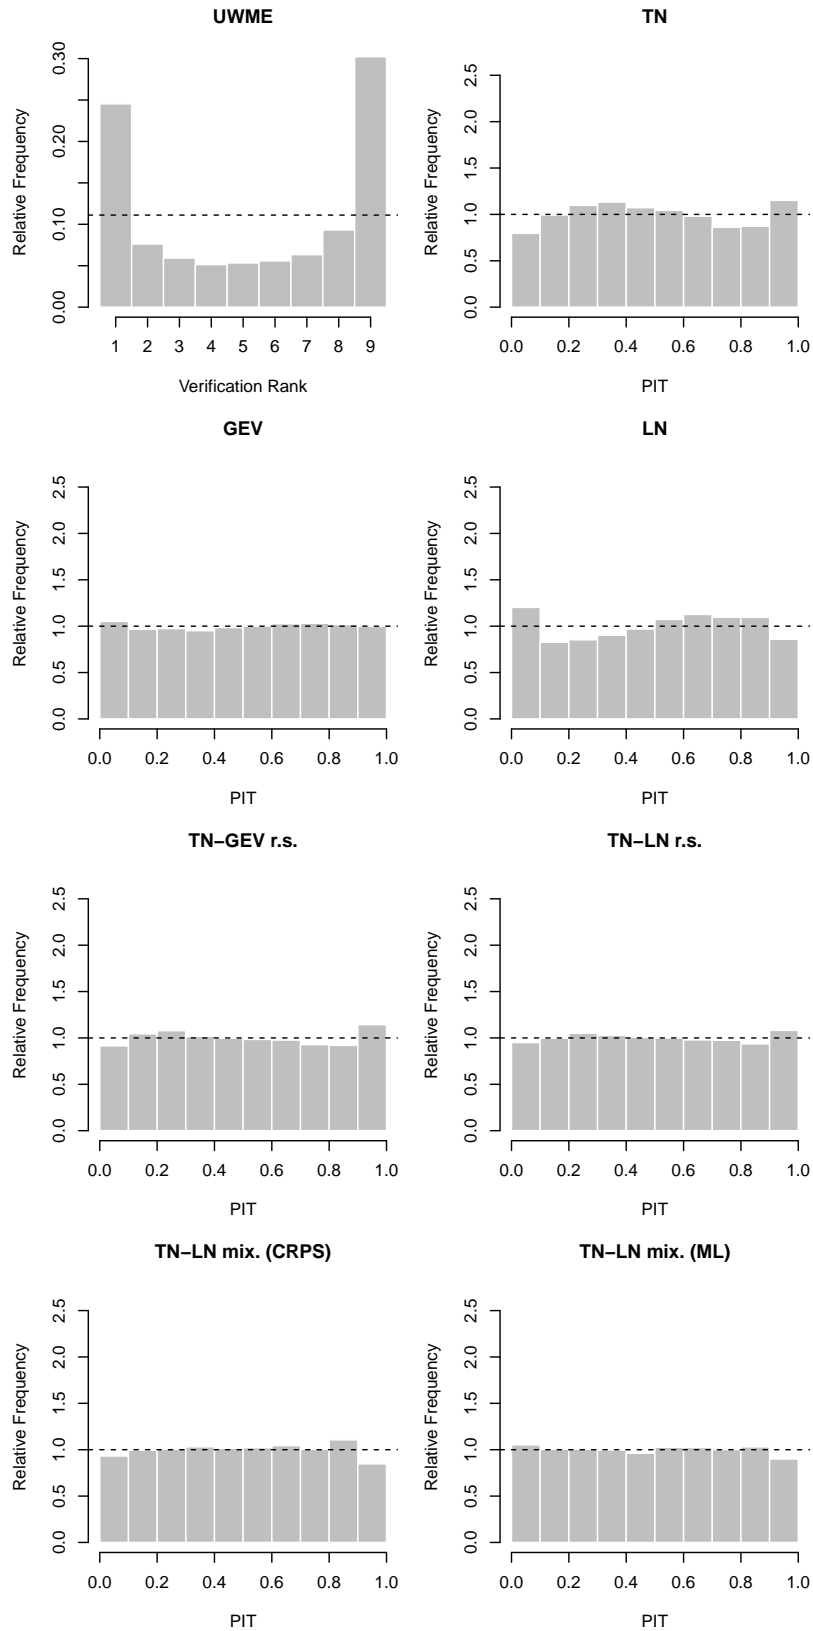 UWME
Relative Frequency
0.00 0.10 0.20 0.30
1 2 3 4 5 6 7 8 9
Verification Rank
TN
Relative Frequency
0.0 0.5 1.0 1.5 2.0 2.5
0.0 0.2 0.4 0.6 0.8 1.0
PIT
GEV
Relative Frequency
0.0 0.5 1.0 1.5 2.0 2.5
0.0 0.2 0.4 0.6 0.8 1.0
PIT
LN
Relative Frequency
0.0 0.5 1.0 1.5 2.0 2.5
0.0 0.2 0.4 0.6 0.8 1.0
PIT
TN−GEV r.s.
Relative Frequency
0.0 0.5 1.0 1.5 2.0 2.5
0.0 0.2 0.4 0.6 0.8 1.0
PIT
TN−LN r.s.
Relative Frequency
0.0 0.5 1.0 1.5 2.0 2.5
0.0 0.2 0.4 0.6 0.8 1.0
PIT
TN−LN mix. (CRPS)
Relative Frequency
0.0 0.5 1.0 1.5 2.0 2.5
0.0 0.2 0.4 0.6 0.8 1.0
PIT
TN−LN mix. (ML)
Relative Frequency
0.0 0.5 1.0 1.5 2.0 2.5
0.0 0.2 0.4 0.6 0.8 1.0
PIT